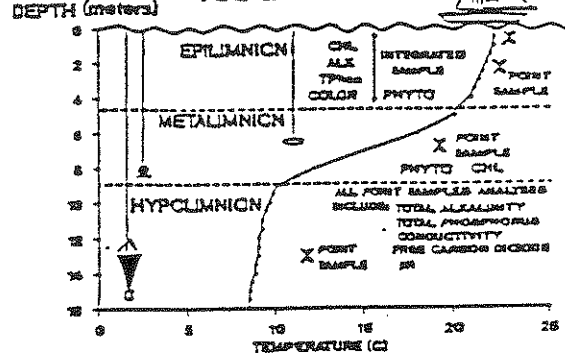 DEPTH (meters)
0
2
4
6
8
10
12
14
16
18
EPILIMNION
CHL
ALK
TPhos
COLOR
INTEGRATED
SAMPLE
PHYTO
POINT
SAMPLE
METALIMNION
POINT
SAMPLE
PHYTO CHL
HYPOLIMNION
ALL POINT SAMPLES ANALYSES
INCLUDE: TOTAL ALKALINITY
TOTAL PHOSPHORUS
CONDUCTIVITY
FREE CARBON DIOXIDE
POINT
SAMPLE
0 5 10 15 20 25
TEMPERATURE (C)